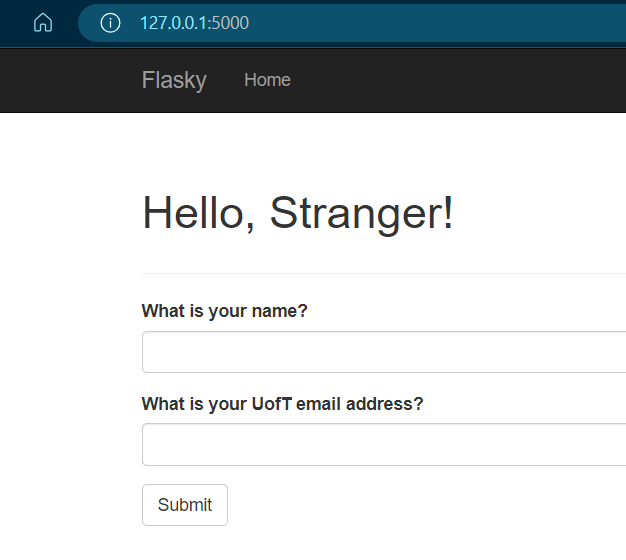 127.0.0.1:5000
Flasky Home
Hello, Stranger!
What is your name?
What is your UofT email address?
Submit